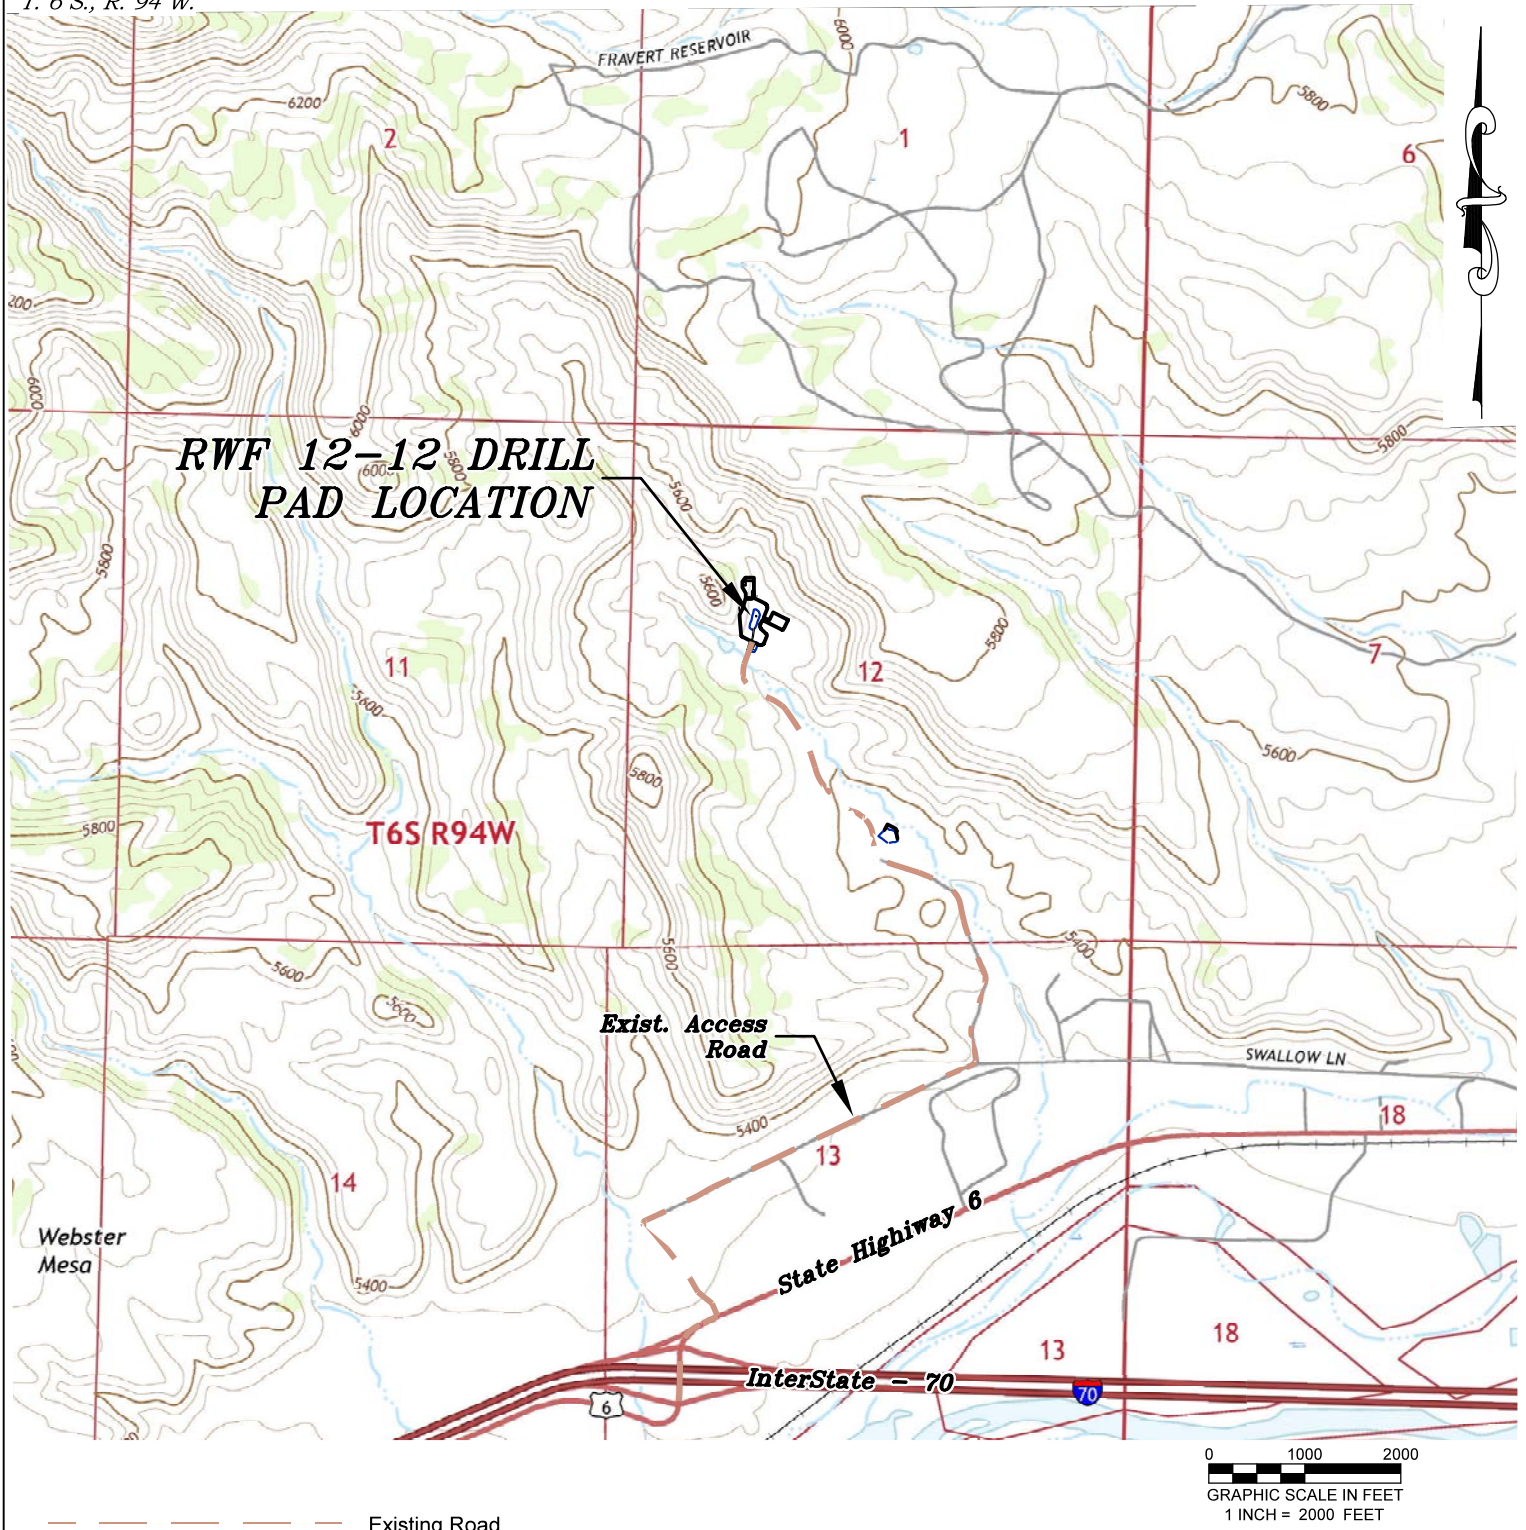 T. 6 S., R. 94 W.
FRAVERT RESERVOIR
6000
6200
5800
2
1
6
200
6000
6000
5800
5800
600
RWF 12-12 DRILL
PAD LOCATION
5600
5800
5600
5800
11
12
7
5600
5600
5800
5800
T6S R94W
5400
5600
5600
5600
Exist. Access
Road
SWALLOW LN
5400
13
18
14
State Highiway 6
Webster
Mesa
5400
13
18
InterState - 70
70
6
0 1000 2000
GRAPHIC SCALE IN FEET
1 INCH = 2000 FEET
Existing Road